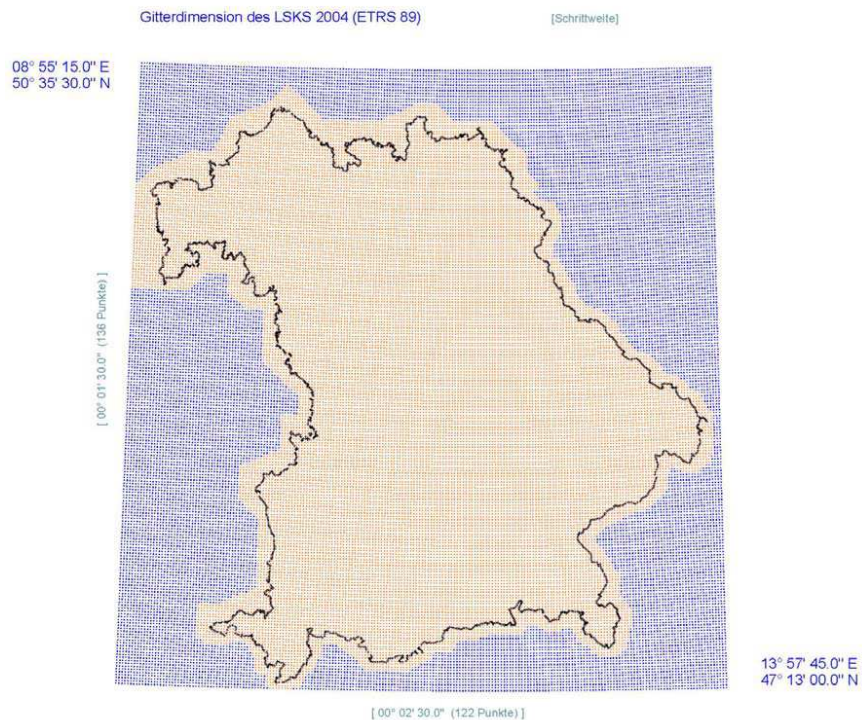 Gitterdimension des LSKS 2004 (ETRS 89)
[Schrittweite]
08° 55' 15.0" E
50° 35' 30.0" N
[ 00° 01' 30.0" (136 Punkte) ]
13° 57' 45.0" E
47° 13' 00.0" N
[ 00° 02' 30.0" (122 Punkte) ]